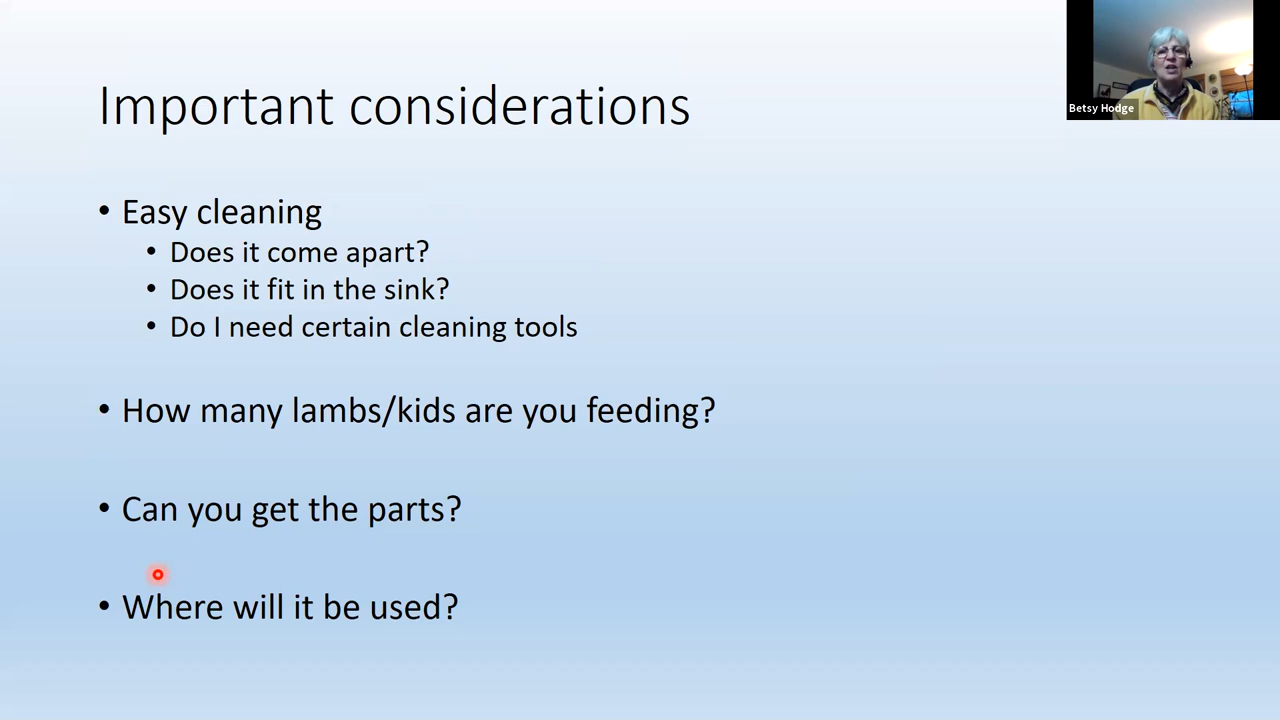 Important considerations
Betsy Hodge
• Easy cleaning
• Does it come apart?
• Does it fit in the sink?
• Do I need certain cleaning tools
• How many lambs/kids are you feeding?
• Can you get the parts?
• Where will it be used?